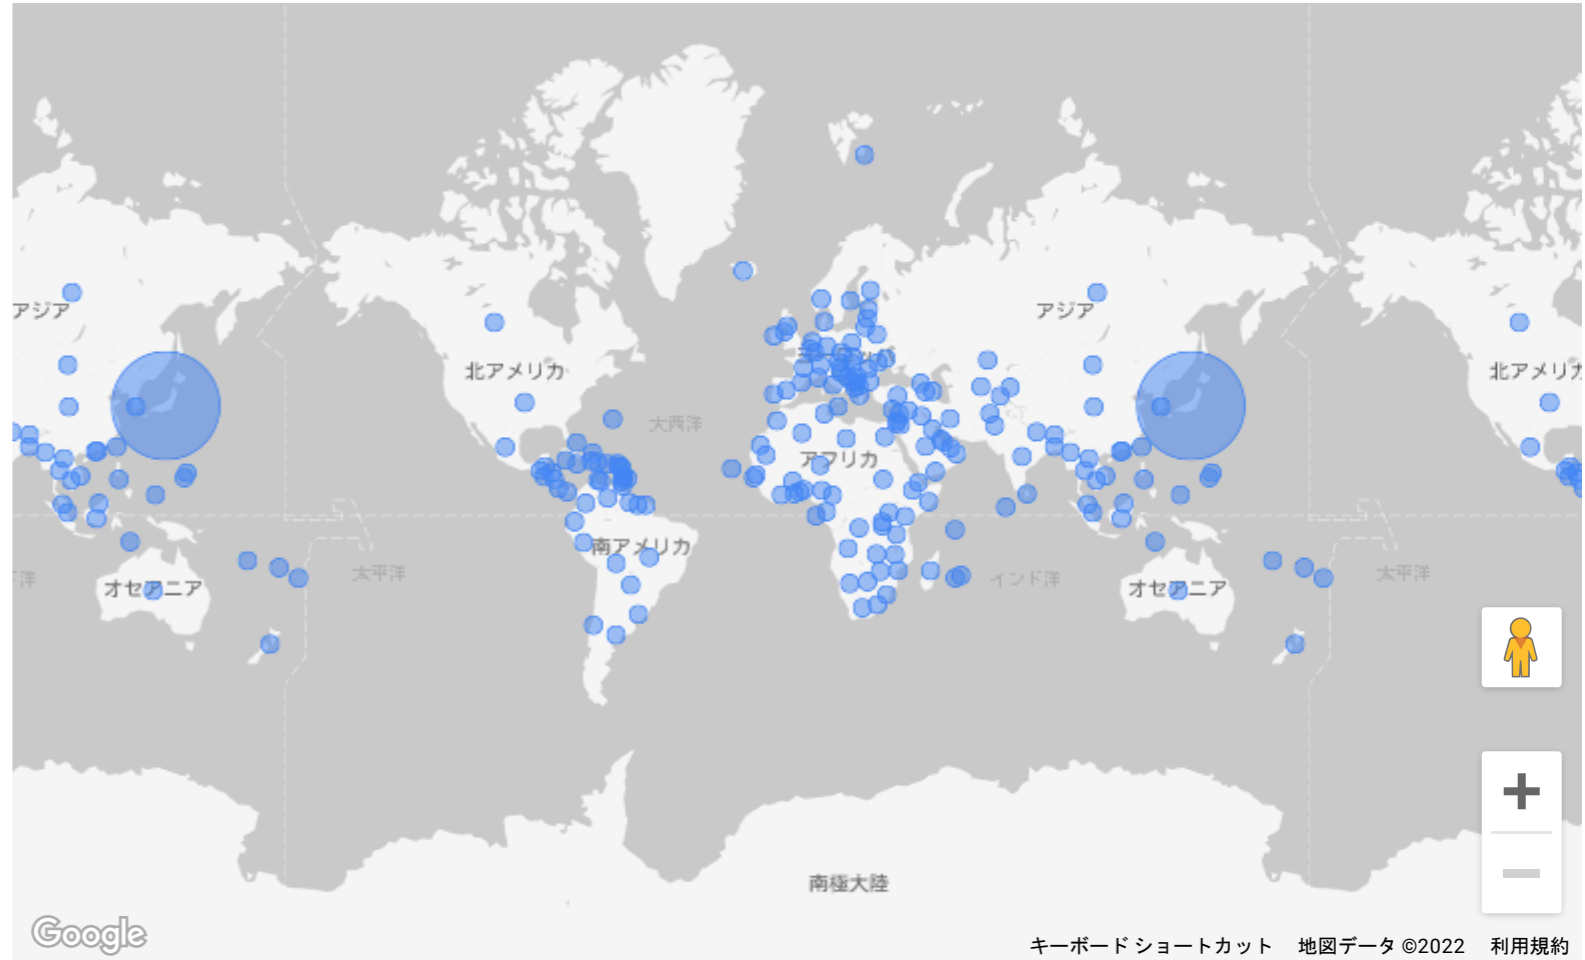 アジア
アジア
北アメリカ
北アメリカ
大西洋
アフリカ
南アメリカ
インド洋
太平洋
太平洋
オセアニア
オセアニア
南極大陸
Google
キーボード ショートカット 地図データ ©2022 利用規約